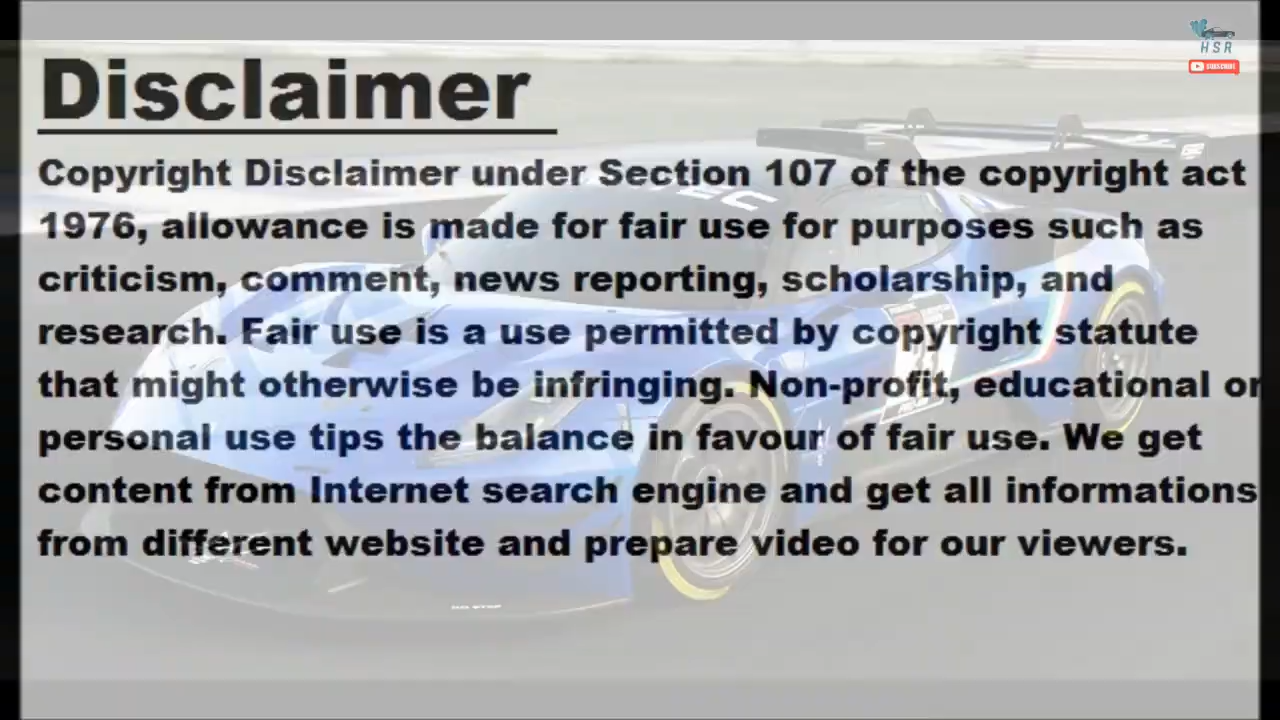 HSR
SUBSCRIBE
Disclaimer
Copyright Disclaimer under Section 107 of the copyright act
1976, allowance is made for fair use for purposes such as
criticism, comment, news reporting, scholarship, and
research. Fair use is a use permitted by copyright statute
that might otherwise be infringing. Non-profit, educational or
personal use tips the balance in favour of fair use. We get
content from Internet search engine and get all informations
from different website and prepare video for our viewers.